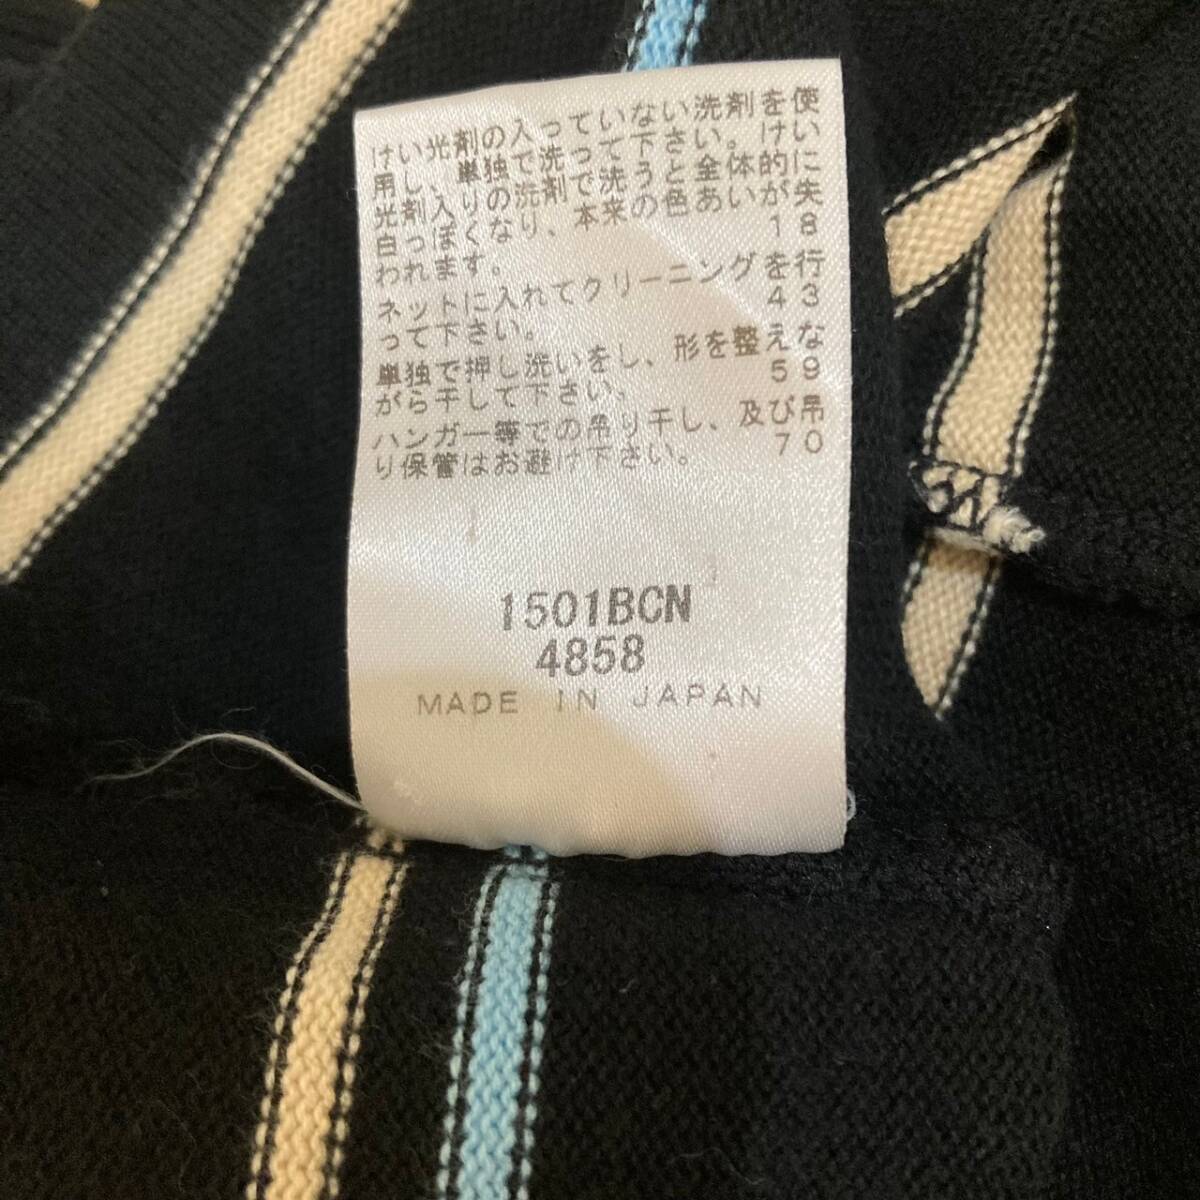 けい光剤の入っていない洗剤を使
用し、単独で洗って下さい。けい
光剤入りの洗剤で洗うと全体的に
白っぽくなり、本来の色あいが失
われます。 18
ネットに入れてクリーニングを行
って下さい。 43
単独で押し洗いをし、形を整えな
がら干して下さい。 59
ハンガー等での吊り干し、及び吊
り保管はお避け下さい。 70
1501BCN
4858
MADE IN JAPAN